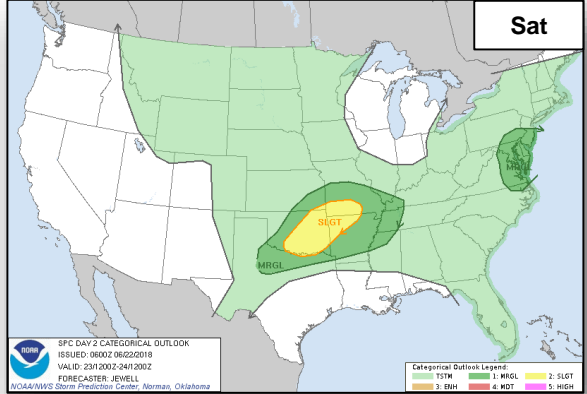 Sat
SLGT
MRGL
SPC DAY 2 CATEGORICAL OUTLOOK
ISSUED: 0600Z 06/22/2018
VALID: 23/1200Z-24/1200Z
FORECASTER: JEWELL
NOAA/NWS Storm Prediction Center, Norman, Oklahoma
NOAA
Categorical Outlook Legend:
TSTM 1: MRGL 2: SLGT
3: ENH 4: MDT 5: HIGH